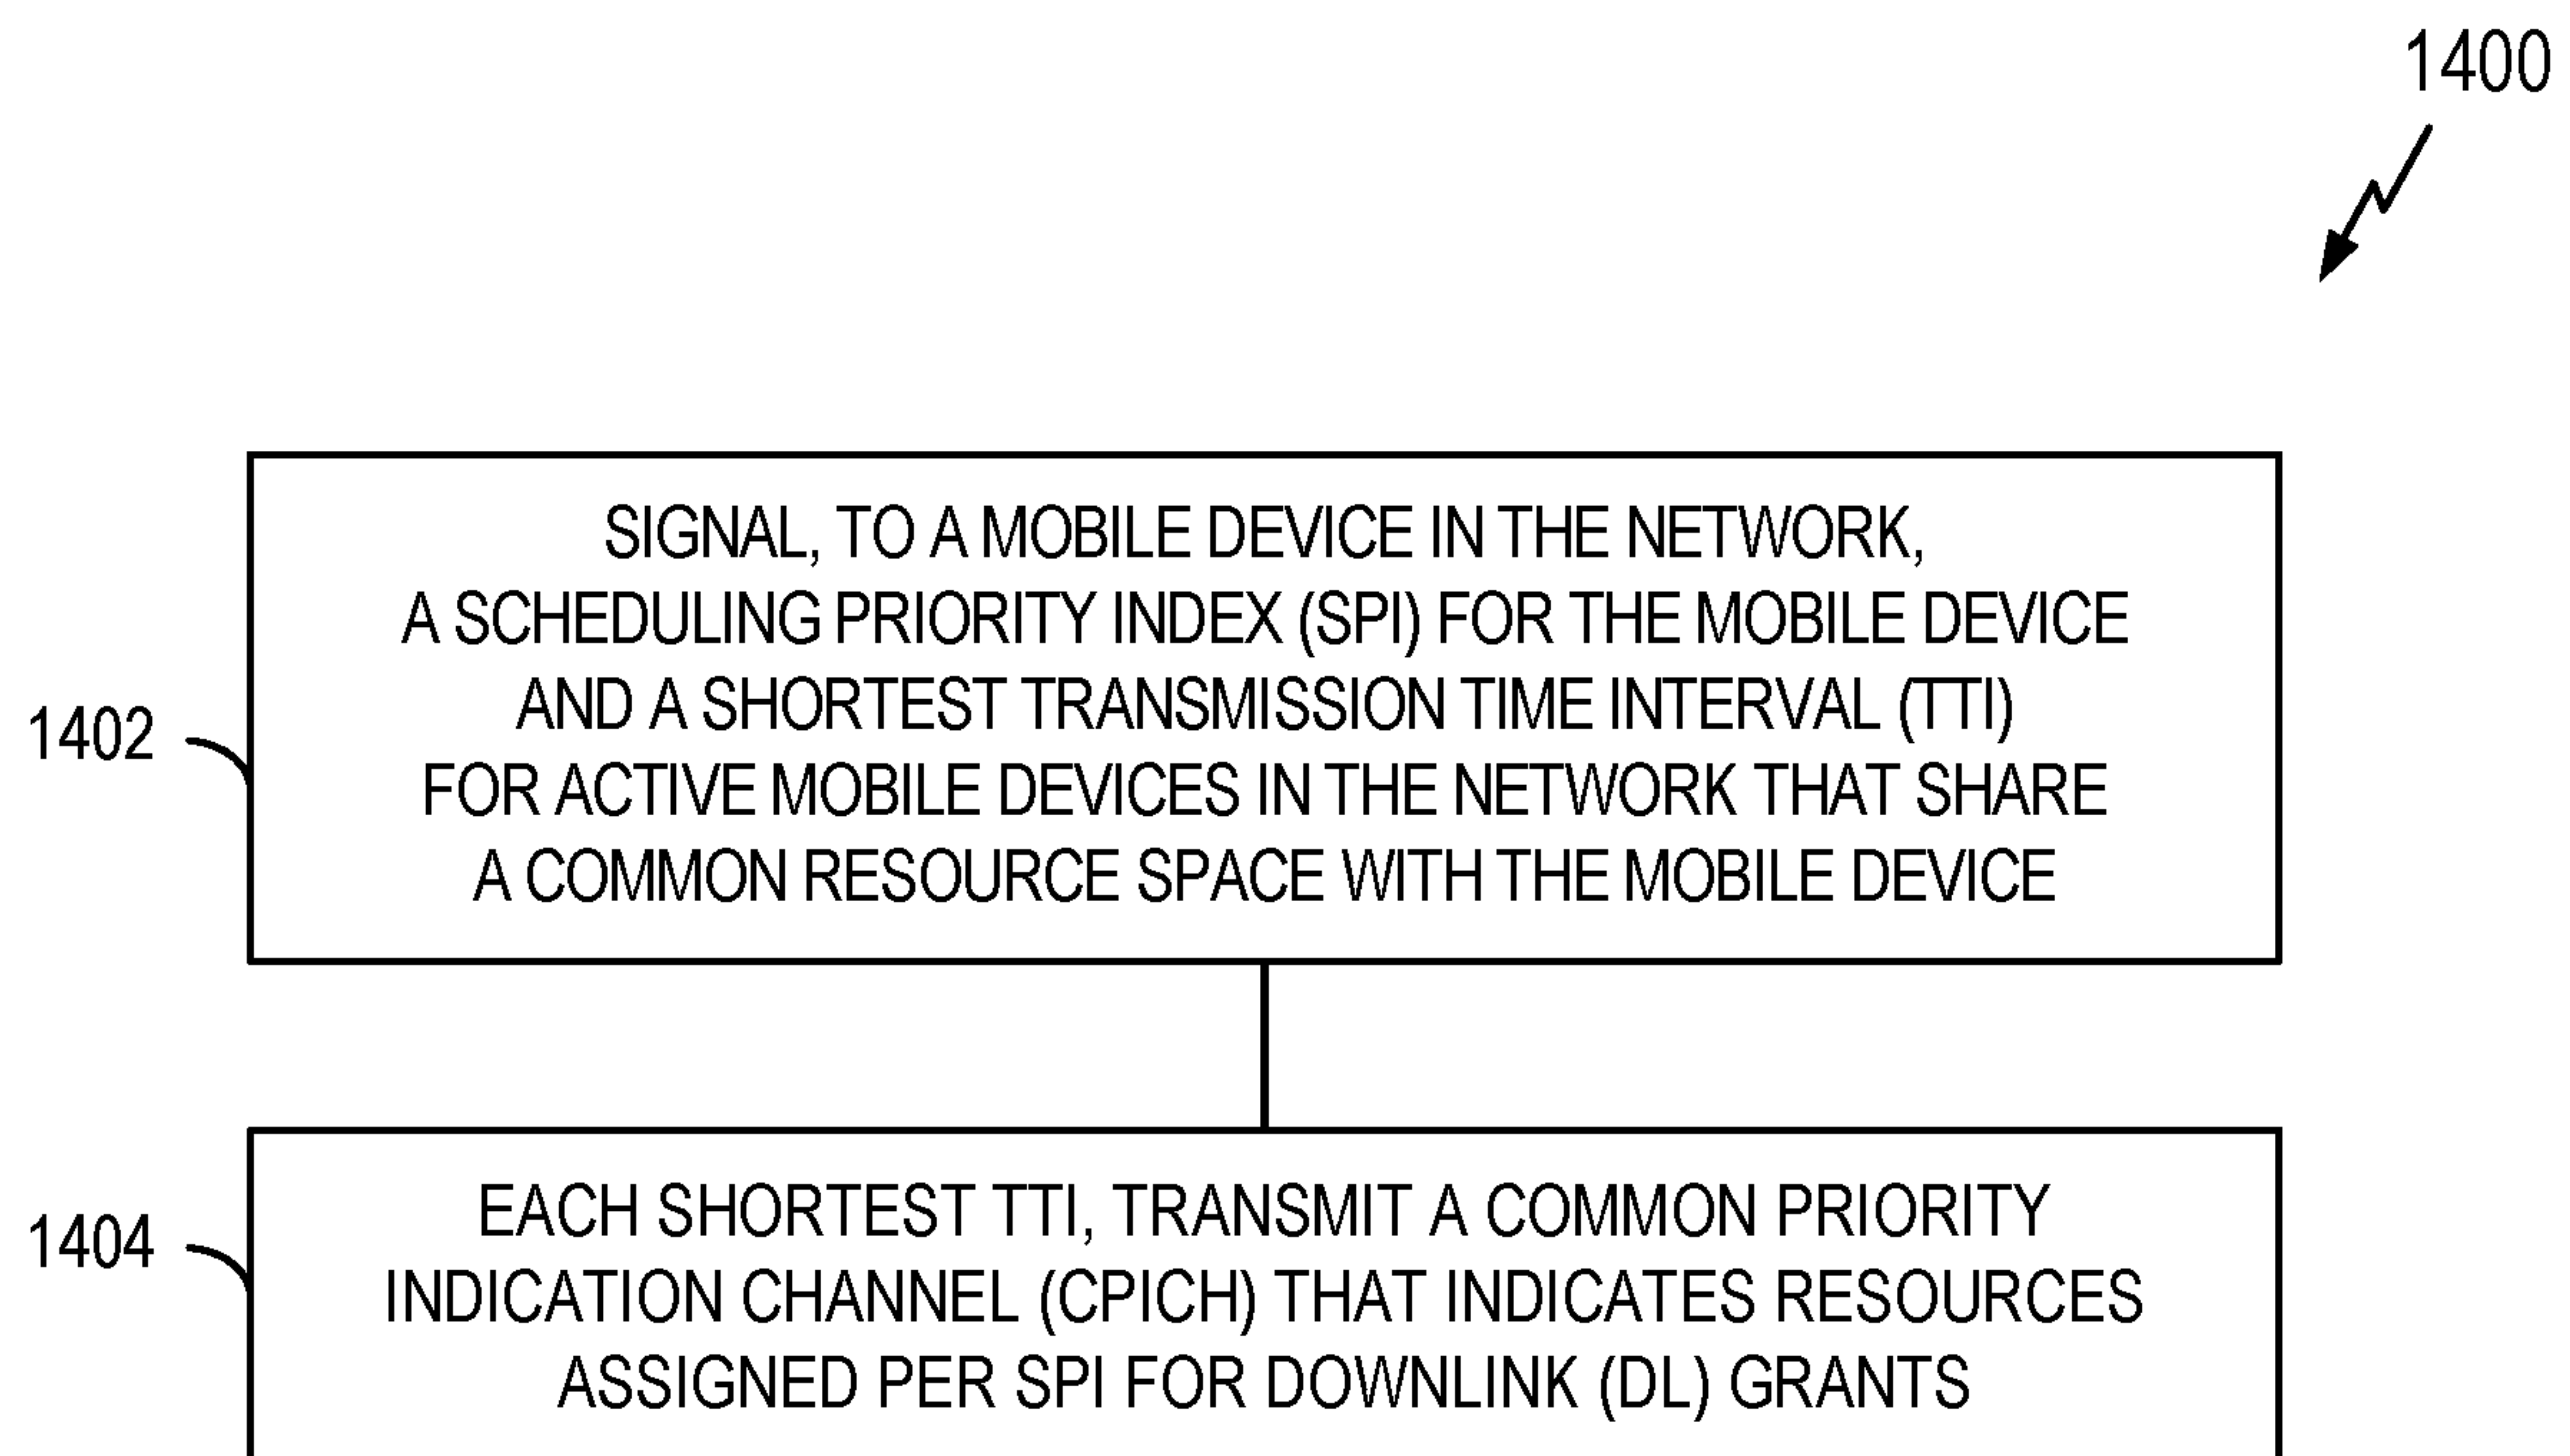 1400
SIGNAL, TO A MOBILE DEVICE IN THE NETWORK,
A SCHEDULING PRIORITY INDEX (SPI) FOR THE MOBILE DEVICE
AND A SHORTEST TRANSMISSION TIME INTERVAL (TTI)
FOR ACTIVE MOBILE DEVICES IN THE NETWORK THAT SHARE
A COMMON RESOURCE SPACE WITH THE MOBILE DEVICE
1402
EACH SHORTEST TTI, TRANSMIT A COMMON PRIORITY
INDICATION CHANNEL (CPICH) THAT INDICATES RESOURCES
ASSIGNED PER SPI FOR DOWNLINK (DL) GRANTS
1404